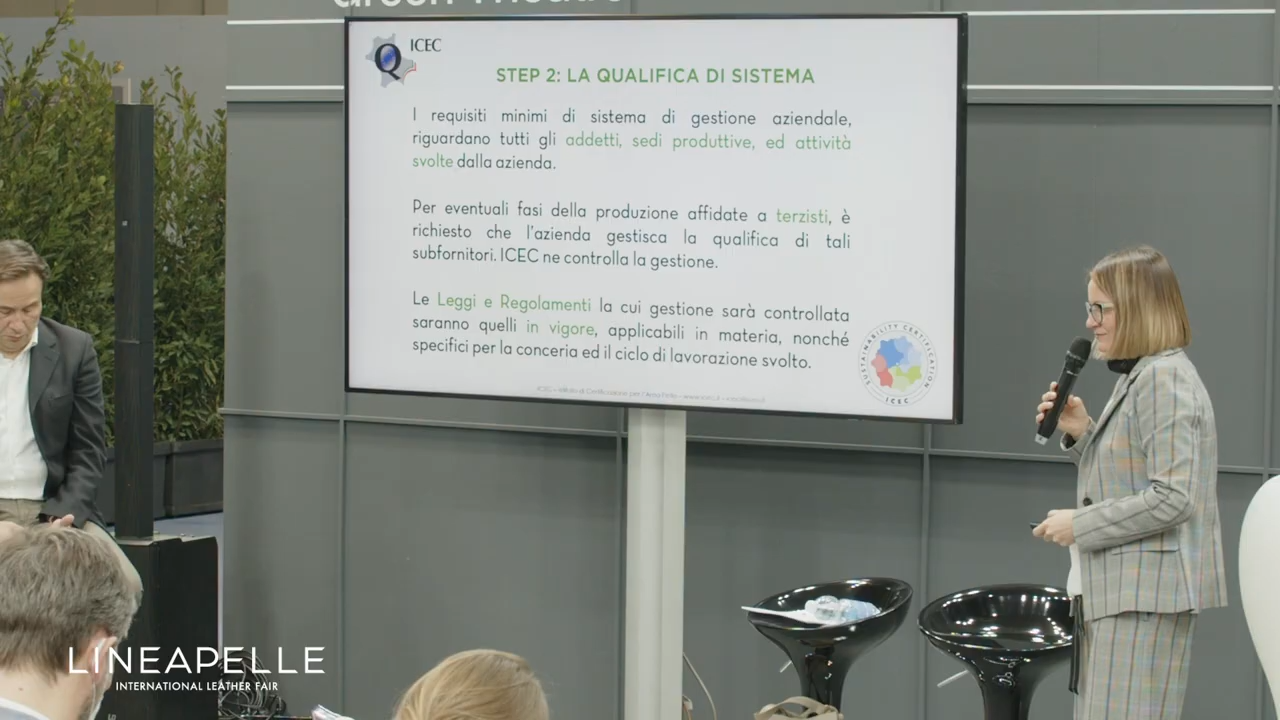 Green Theatre
ICEC
STEP 2: LA QUALIFICA DI SISTEMA
I requisiti minimi di sistema di gestione aziendale,
riguardano tutti gli addetti, sedi produttive, ed attività
svolte dalla azienda.
Per eventuali fasi della produzione affidate a terzisti, è
richiesto che l'azienda gestisca la qualifica di tali
subfornitori. ICEC ne controlla la gestione.
Le Leggi e Regolamenti la cui gestione sarà controllata
saranno quelli in vigore, applicabili in materia, nonché
specifici per la conceria ed il ciclo di lavorazione svolto.
SUSTAINABILITY CERTIFICATION
ICEC
LINEAPELLE
INTERNATIONAL LEATHER FAIR